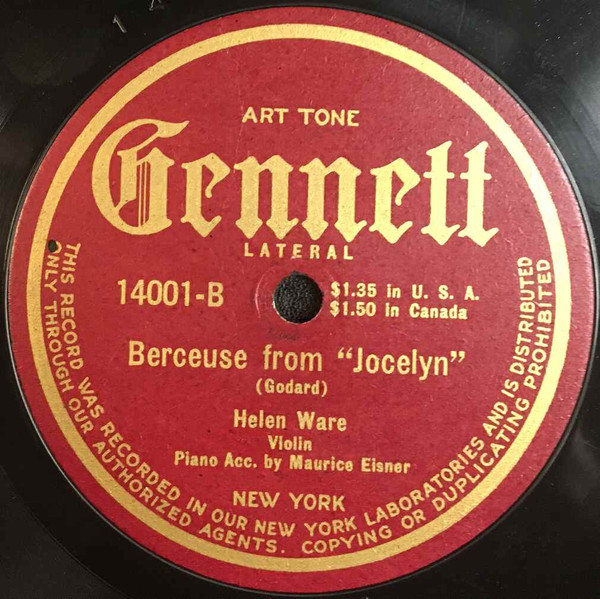 ART TONE
Gennett
LATERAL
14001-B
$1.35 in U. S. A.
$1.50 in Canada
Berceuse from "Jocelyn"
(Godard)
Helen Ware
Violin
Piano Acc. by Maurice Eisner
NEW YORK
THIS RECORD WAS RECORDED IN OUR NEW YORK LABORATORIES AND IS DISTRIBUTED
ONLY THROUGH OUR AUTHORIZED AGENTS. COPYING OR DUPLICATING PROHIBITED